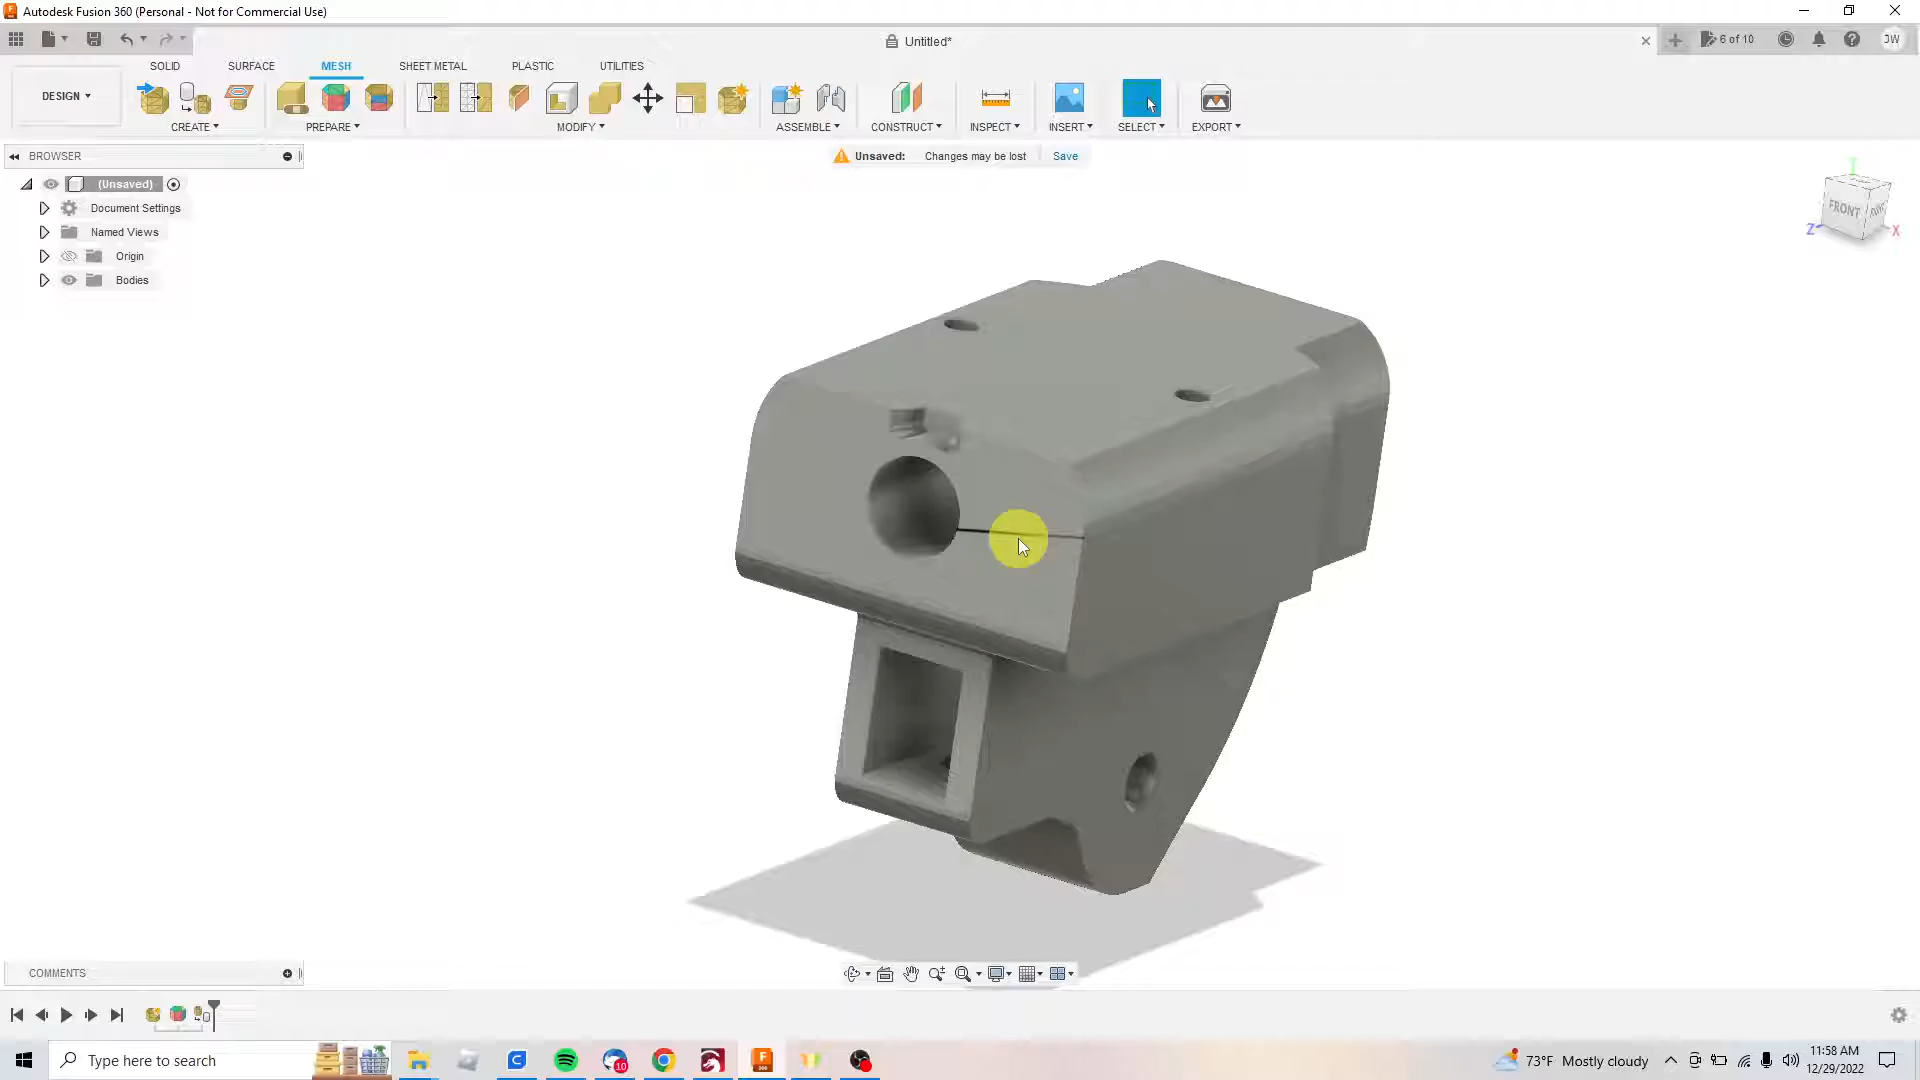 Autodesk Fusion 360 (Personal - Not for Commercial Use)
Untitled*
6 of 10
JW
DESIGN
SOLID
SURFACE
MESH
SHEET METAL
PLASTIC
UTILITIES
CREATE
PREPARE
MODIFY
ASSEMBLE
CONSTRUCT
INSPECT
INSERT
SELECT
EXPORT
BROWSER
Unsaved: Changes may be lost Save
(Unsaved)
Document Settings
Named Views
Origin
Bodies
FRONT
Z
X
COMMENTS
Type here to search
10
F
360
73°F Mostly cloudy
11:58 AM
12/29/2022